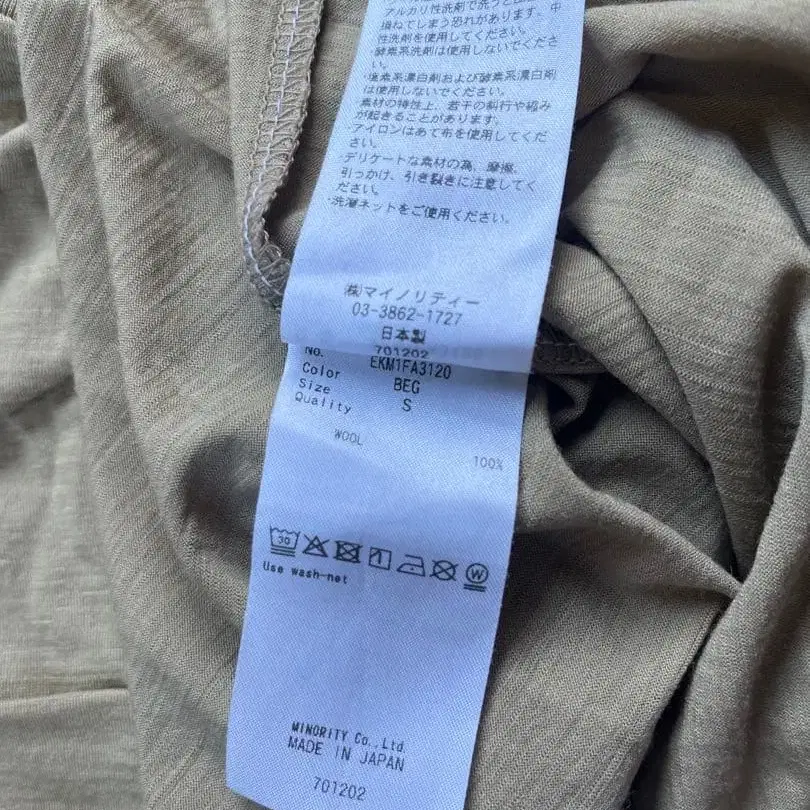 アルカリ性洗剤で洗うと
損ねてしまう恐れがあります。中
性洗剤を使用してください。
・酵素系洗剤は使用しないでくださ
い。
・塩素系漂白剤および酵素系漂白剤
は使用しないでください。
素材の特性上、若干の斜行や縮み
が起きることがあります。
・アイロンはあて布を使用してくだ
さい。
・デリケートな素材の為、摩擦、
引っかけ、引き裂きに注意してく
ださい。
・洗濯ネットをご使用ください。
㈱マイノリティー
03-3862-1727
日本製
701202
No. EKM1FA3120
Color BEG
Size S
Quality
WOOL
100%
30
W
Use wash-net
MINORITY Co.,Ltd.
MADE IN JAPAN
701202